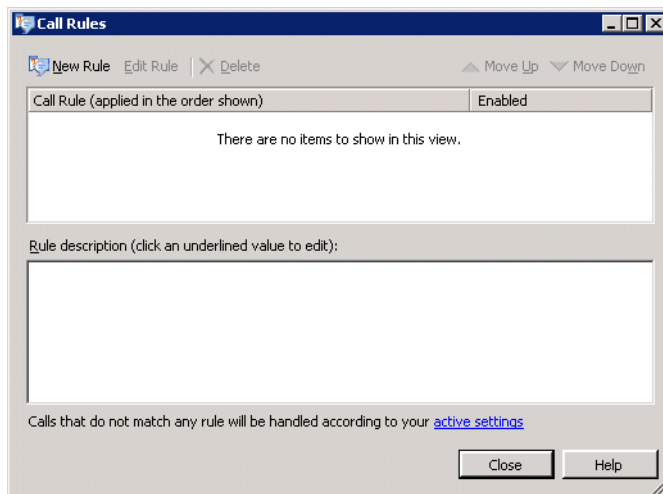 Call Rules
New Rule Edit Rule Delete Move Up Move Down
Call Rule (applied in the order shown) Enabled
There are no items to show in this view.
Rule description (click an underlined value to edit):
Calls that do not match any rule will be handled according to your active settings
Close Help